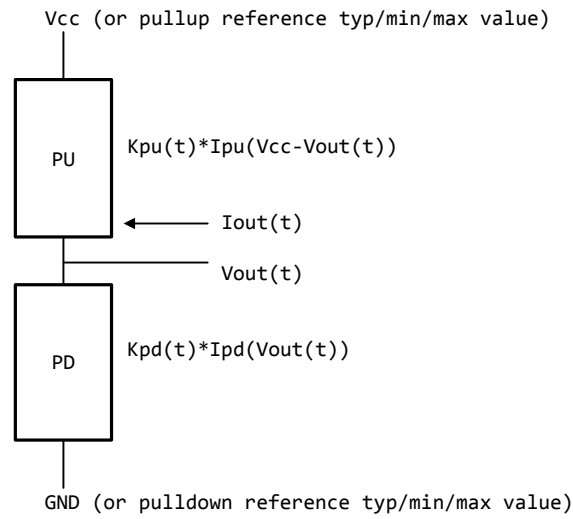 Vcc (or pullup reference typ/min/max value)
PU
Kpu(t)*Ipu(Vcc-Vout(t))
Iout(t)
Vout(t)
PD
Kpd(t)*Ipd(Vout(t))
GND (or pulldown reference typ/min/max value)